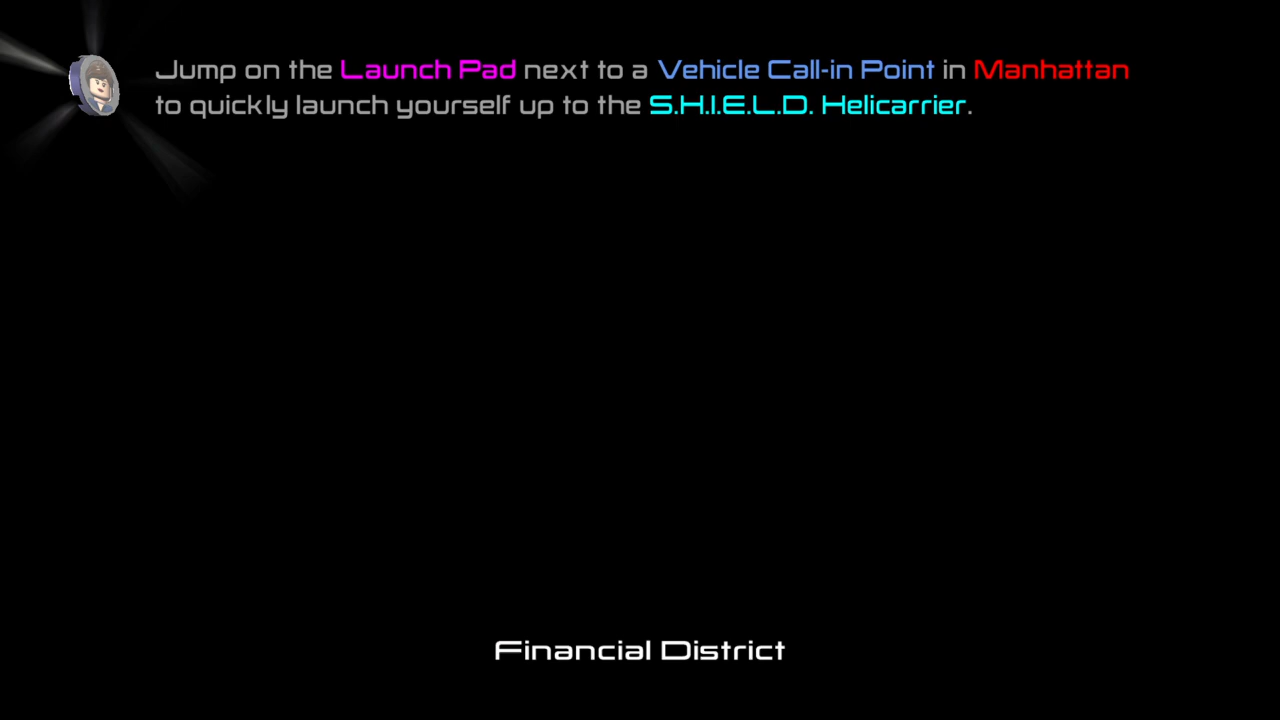 Jump on the Launch Pad next to a Vehicle Call-in Point in Manhattan
to quickly launch yourself up to the S.H.I.E.L.D. Helicarrier.
Financial District